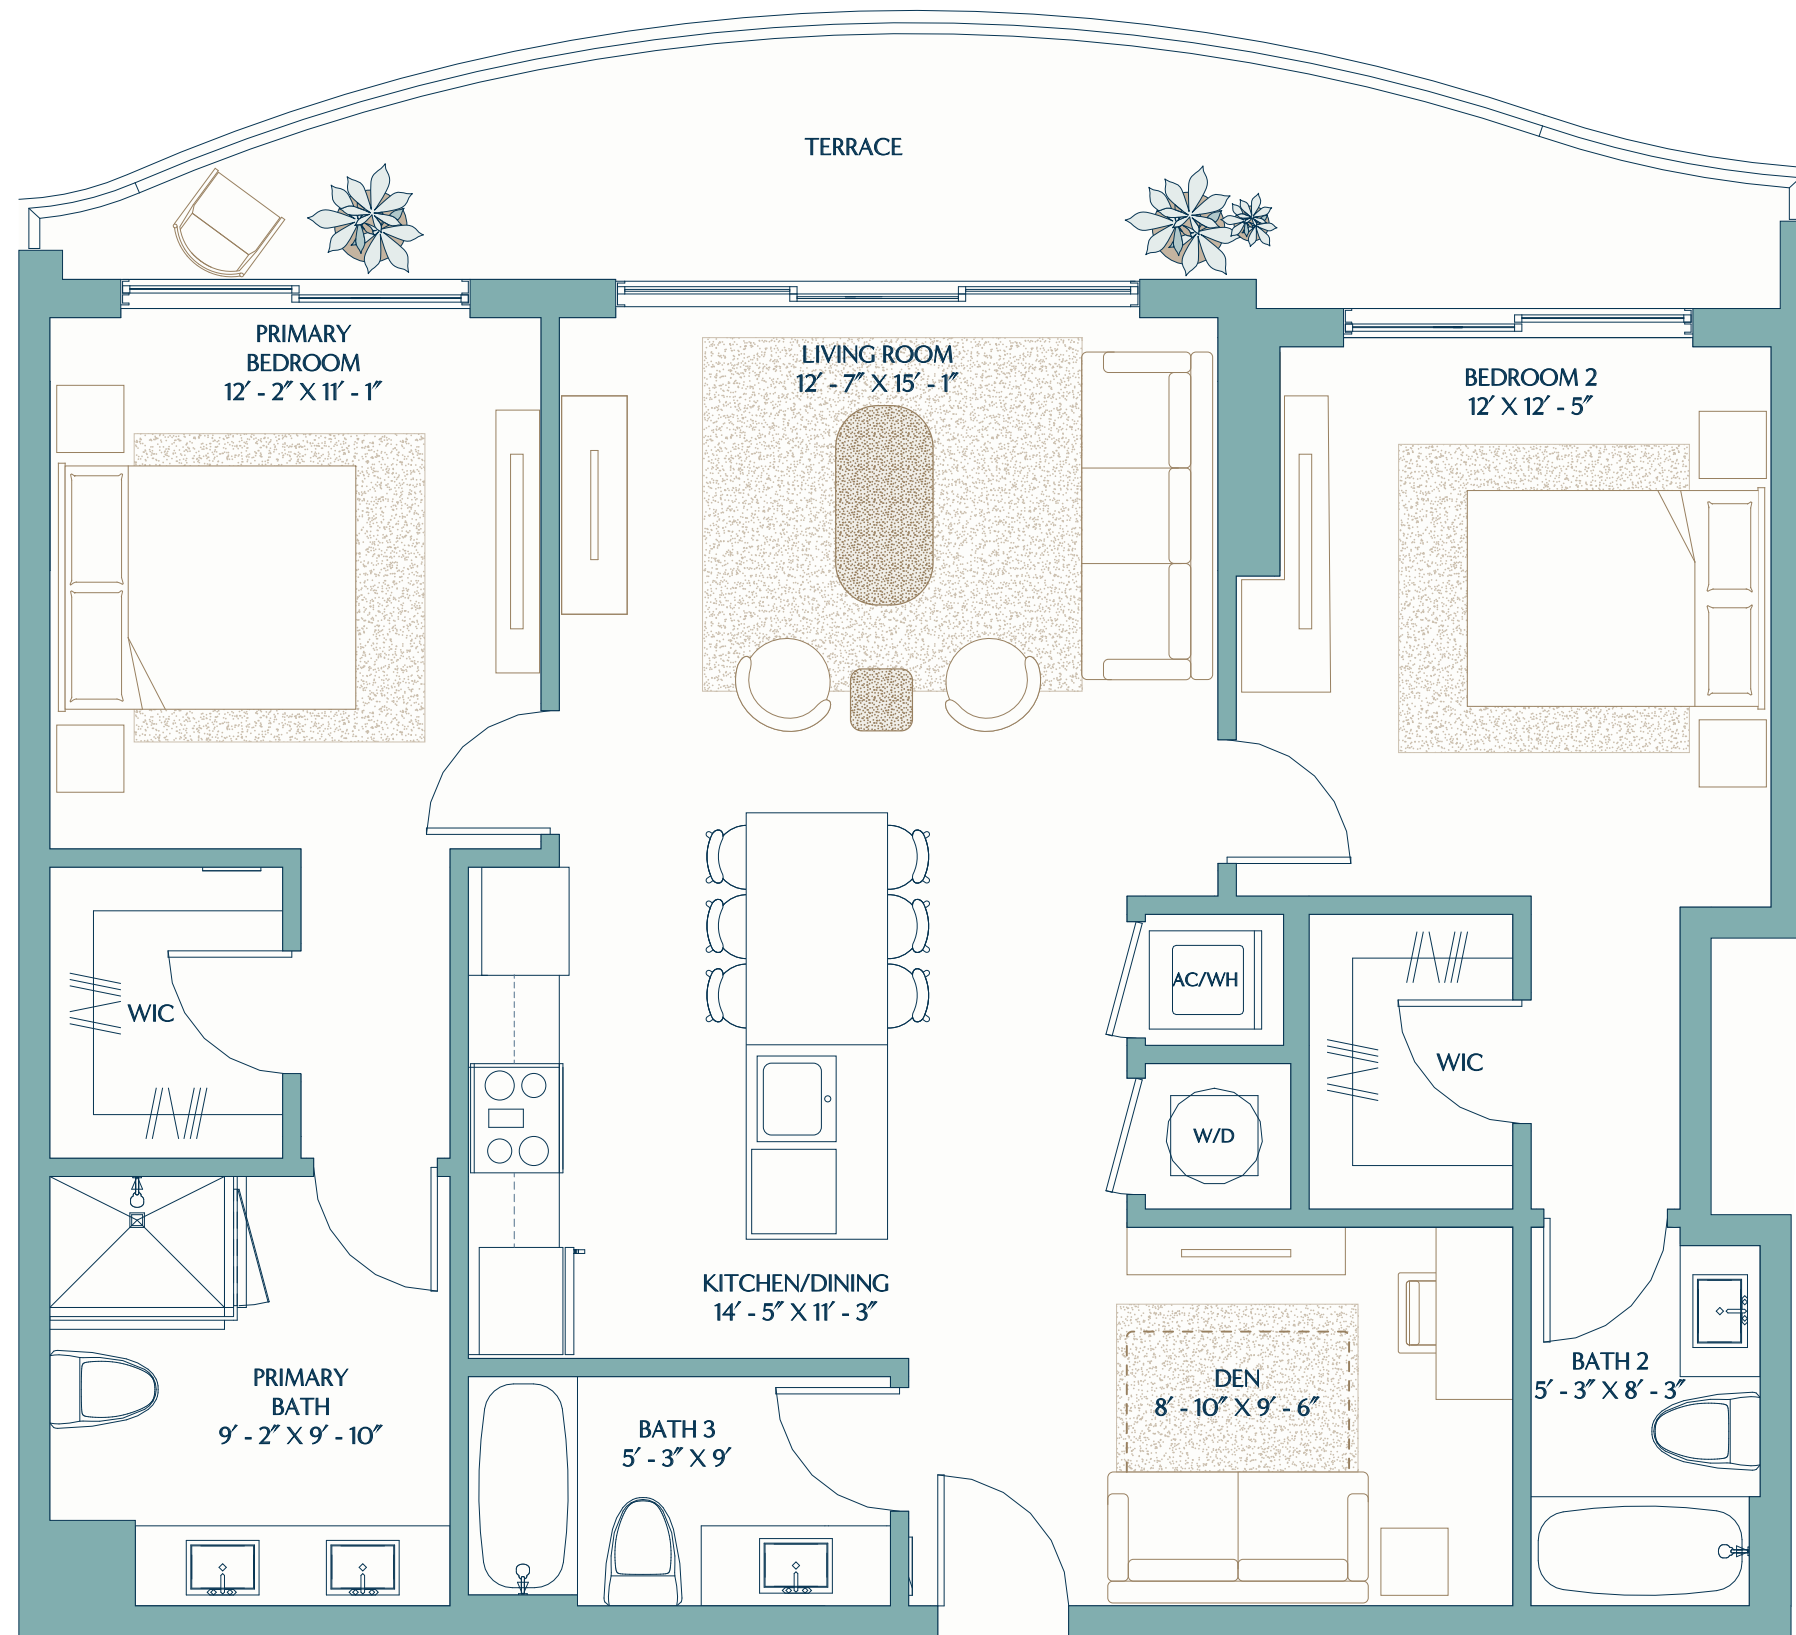 TERRACE
PRIMARY
BEDROOM
12′ - 2″ X 11′ - 1″
LIVING ROOM
12′ - 7″ X 15′ - 1″
BEDROOM 2
12′ X 12′ - 5″
WIC
AC/WH
WIC
W/D
KITCHEN/DINING
14′ - 5″ X 11′ - 3″
PRIMARY
BATH
9′ - 2″ X 9′ - 10″
BATH 3
5′ - 3″ X 9′
DEN
8′ - 10″ X 9′ - 6″
BATH 2
5′ - 3″ X 8′ - 3″